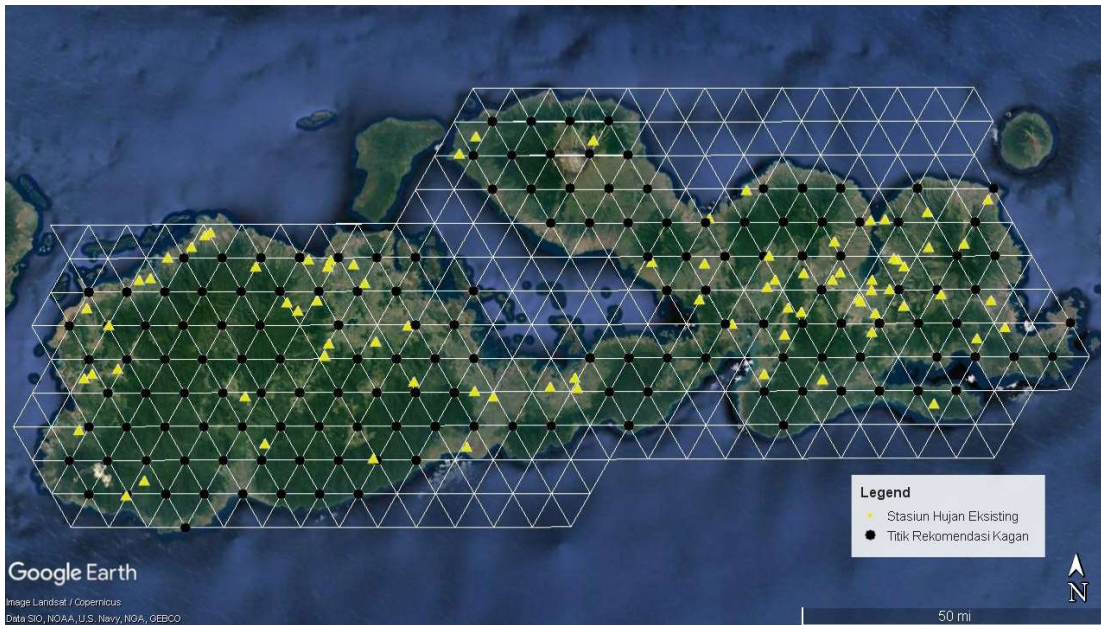 Legend
Stasiun Hujan Eksisting
Titik Rekomendasi Kagan
Google Earth
Image Landsat / Copernicus
Data SIO, NOAA, U.S. Navy, NGA, GEBCO
N
50 mi